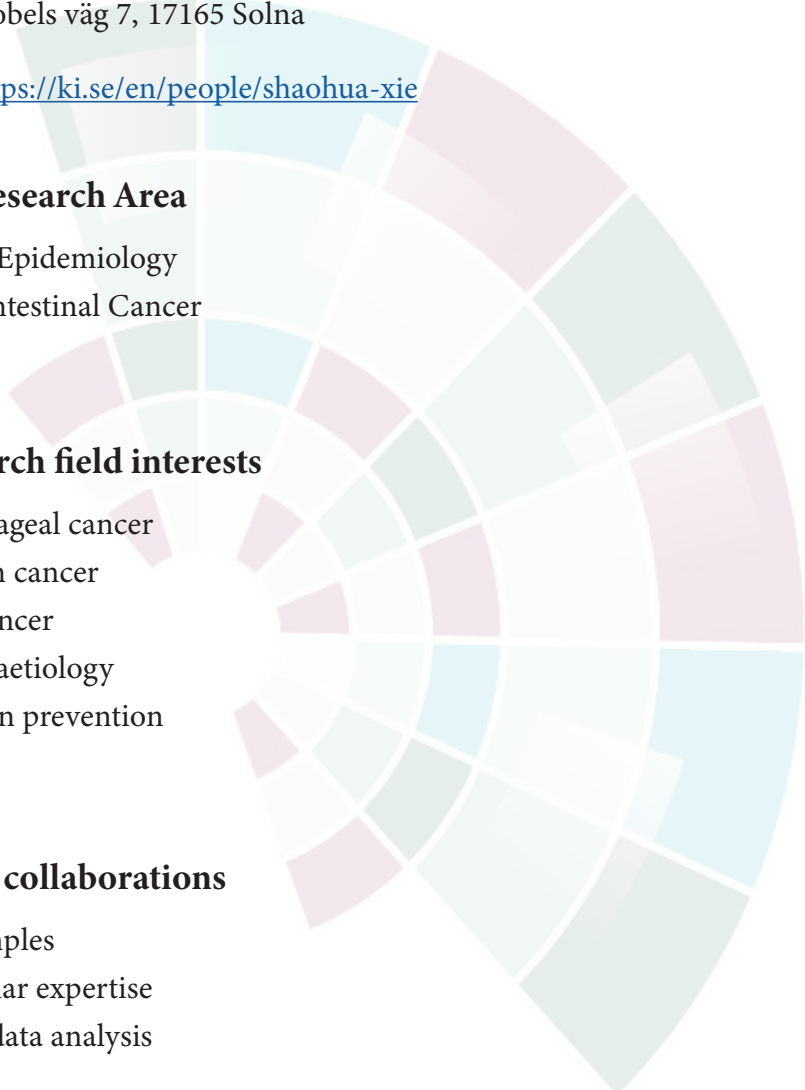 obels väg 7, 17165 Solna
ps://ki.se/en/people/shaohua-xie
esearch Area
Epidemiology
ntestinal Cancer
rch field interests
ageal cancer
n cancer
ncer
aetiology
n prevention
collaborations
ples
ar expertise
data analysis